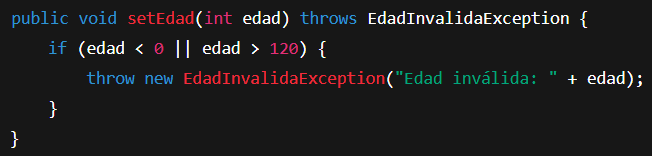 public void setEdad(int edad) throws EdadInvalidaException {
if (edad < 0 || edad > 120) {
throw new EdadInvalidaException("Edad inválida: " + edad);
}
}